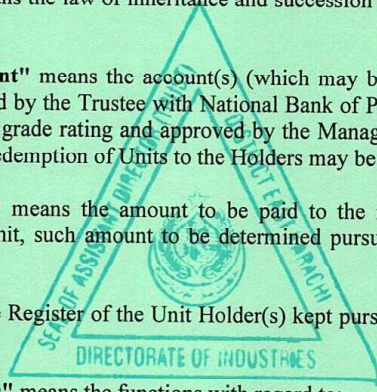 the law of inheritance and succession
nt" means the account(s) (which may b
d by the Trustee with National Bank of P
grade rating and approved by the Manag
edemption of Units to the Holders may be
means the amount to be paid to the
nit, such amount to be determined pursu
Register of the Unit Holder(s) kept purs
" means the functions with regard to
SEAL OF ASSISTANT DIRECTOR (TRUST)
DISTRICT EAST KARACHI
DIRECTORATE OF INDUSTRIES